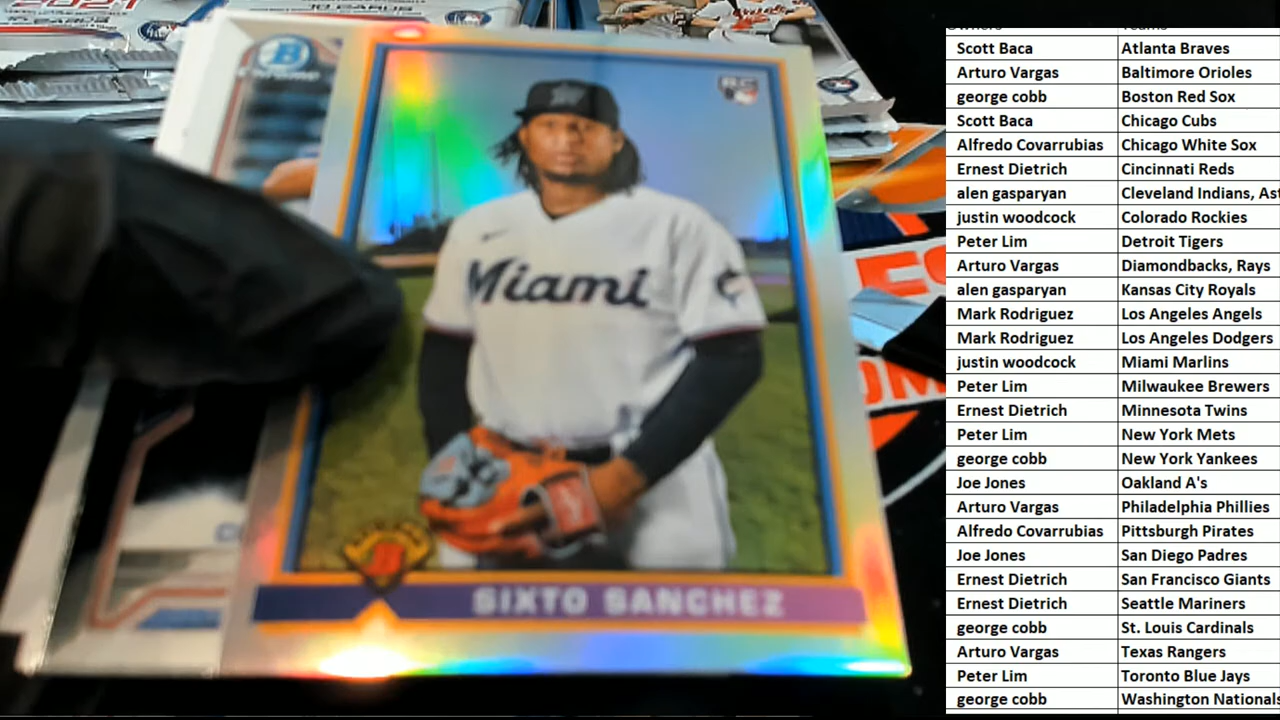 2021
RC
Miami
SIXTO SANCHEZ
Scott Baca Atlanta Braves
Arturo Vargas Baltimore Orioles
george cobb Boston Red Sox
Scott Baca Chicago Cubs
Alfredo Covarrubias Chicago White Sox
Ernest Dietrich Cincinnati Reds
alen gasparyan Cleveland Indians, Ast
justin woodcock Colorado Rockies
Peter Lim Detroit Tigers
Arturo Vargas Diamondbacks, Rays
alen gasparyan Kansas City Royals
Mark Rodriguez Los Angeles Angels
Mark Rodriguez Los Angeles Dodgers
justin woodcock Miami Marlins
Peter Lim Milwaukee Brewers
Ernest Dietrich Minnesota Twins
Peter Lim New York Mets
george cobb New York Yankees
Joe Jones Oakland A's
Arturo Vargas Philadelphia Phillies
Alfredo Covarrubias Pittsburgh Pirates
Joe Jones San Diego Padres
Ernest Dietrich San Francisco Giants
Ernest Dietrich Seattle Mariners
george cobb St. Louis Cardinals
Arturo Vargas Texas Rangers
Peter Lim Toronto Blue Jays
george cobb Washington Nationals